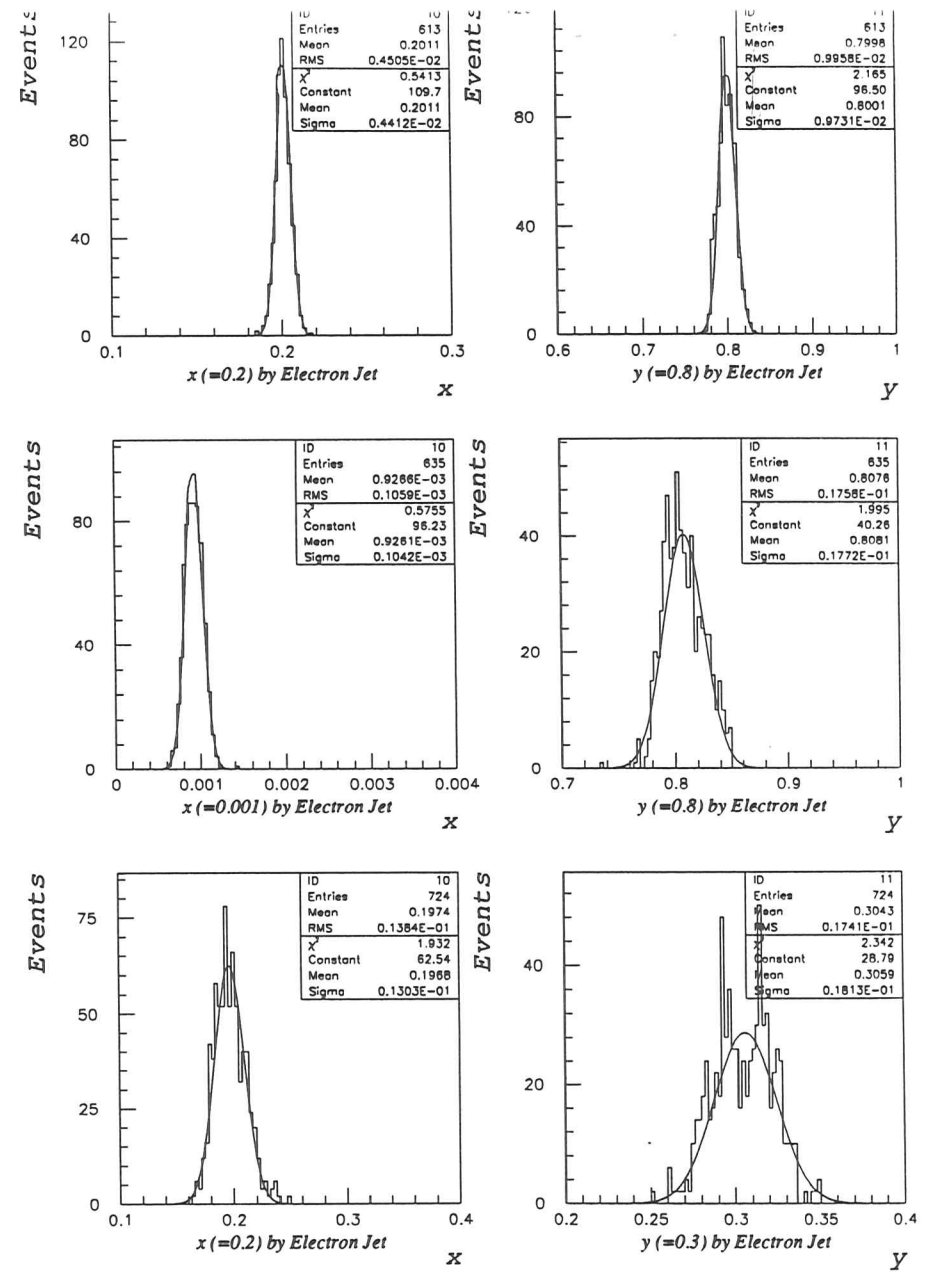 Events
120
80
40
0
0.1 0.2 0.3
ID 10
Entries 613
Mean 0.2011
RMS 0.4505E-02
χ² 0.5413
Constant 109.7
Mean 0.2011
Sigma 0.4412E-02
x (=0.2) by Electron Jet
x
Events
80
40
0
0.6 0.7 0.8 0.9 1
ID 11
Entries 613
Mean 0.7998
RMS 0.9958E-02
χ² 2.165
Constant 96.50
Mean 0.8001
Sigma 0.9731E-02
y (=0.8) by Electron Jet
y
Events
80
40
0
0 0.001 0.002 0.003 0.004
ID 10
Entries 635
Mean 0.9266E-03
RMS 0.1059E-03
χ² 0.5755
Constant 96.23
Mean 0.9261E-03
Sigma 0.1042E-03
x (=0.001) by Electron Jet
x
Events
40
20
0
0.7 0.8 0.9 1
ID 11
Entries 635
Mean 0.8076
RMS 0.1758E-01
χ² 1.995
Constant 40.26
Mean 0.8081
Sigma 0.1772E-01
y (=0.8) by Electron Jet
y
Events
75
50
25
0
0.1 0.2 0.3 0.4
ID 10
Entries 724
Mean 0.1974
RMS 0.1384E-01
χ² 1.932
Constant 62.54
Mean 0.1968
Sigma 0.1303E-01
x (=0.2) by Electron Jet
x
Events
40
20
0
0.2 0.25 0.3 0.35 0.4
ID 11
Entries 724
Mean 0.3043
RMS 0.1741E-01
χ² 2.342
Constant 28.79
Mean 0.3059
Sigma 0.1813E-01
y (=0.3) by Electron Jet
y